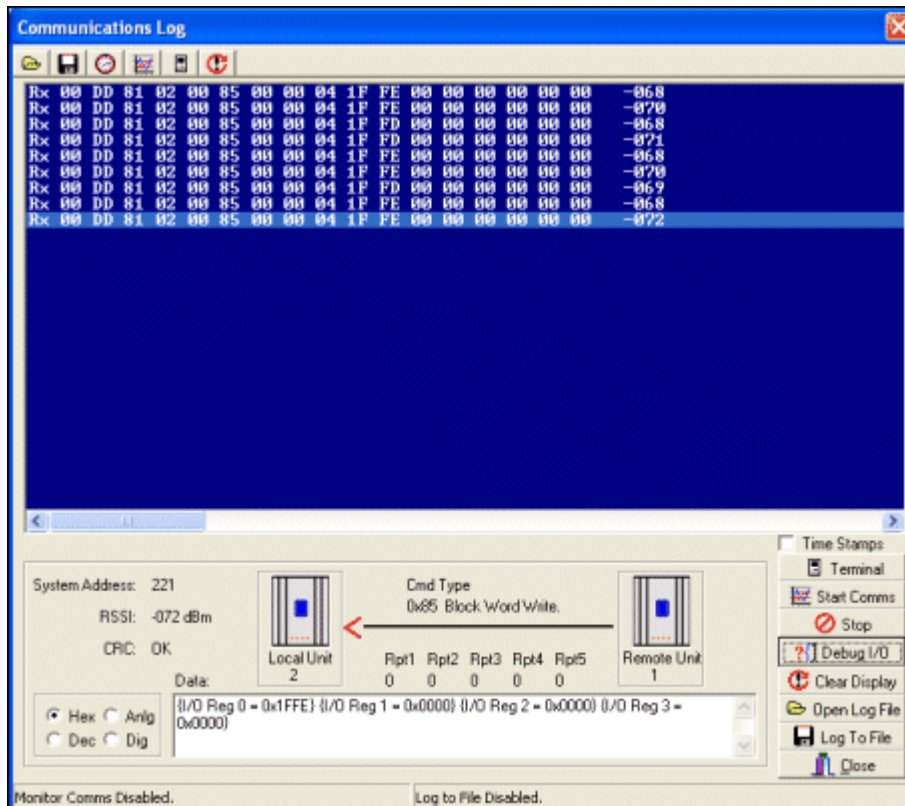 Communications Log
Rx 00 DD 81 02 00 85 00 00 04 1F FE 00 00 00 00 00 00 -068
Rx 00 DD 81 02 00 85 00 00 04 1F FE 00 00 00 00 00 00 -070
Rx 00 DD 81 02 00 85 00 00 04 1F FD 00 00 00 00 00 00 -068
Rx 00 DD 81 02 00 85 00 00 04 1F FD 00 00 00 00 00 00 -071
Rx 00 DD 81 02 00 85 00 00 04 1F FE 00 00 00 00 00 00 -068
Rx 00 DD 81 02 00 85 00 00 04 1F FE 00 00 00 00 00 00 -070
Rx 00 DD 81 02 00 85 00 00 04 1F FD 00 00 00 00 00 00 -069
Rx 00 DD 81 02 00 85 00 00 04 1F FE 00 00 00 00 00 00 -068
Rx 00 DD 81 02 00 85 00 00 04 1F FE 00 00 00 00 00 00 -072
Time Stamps
Terminal
Start Comms
Stop
Debug I/O
Clear Display
Open Log File
Log To File
Close
System Address: 221
RSSI: -072 dBm
CRC: OK
Local Unit
2
Cmd Type
0x85 Block Word Write.
Rpt1 Rpt2 Rpt3 Rpt4 Rpt5
0 0 0 0 0
Remote Unit
1
Data:
Hex Anlg
Dec Dig
{I/O Reg 0 = 0x1FFE} {I/O Reg 1 = 0x0000} {I/O Reg 2 = 0x0000} {I/O Reg 3 =
0x0000}
Monitor Comms Disabled.
Log to File Disabled.